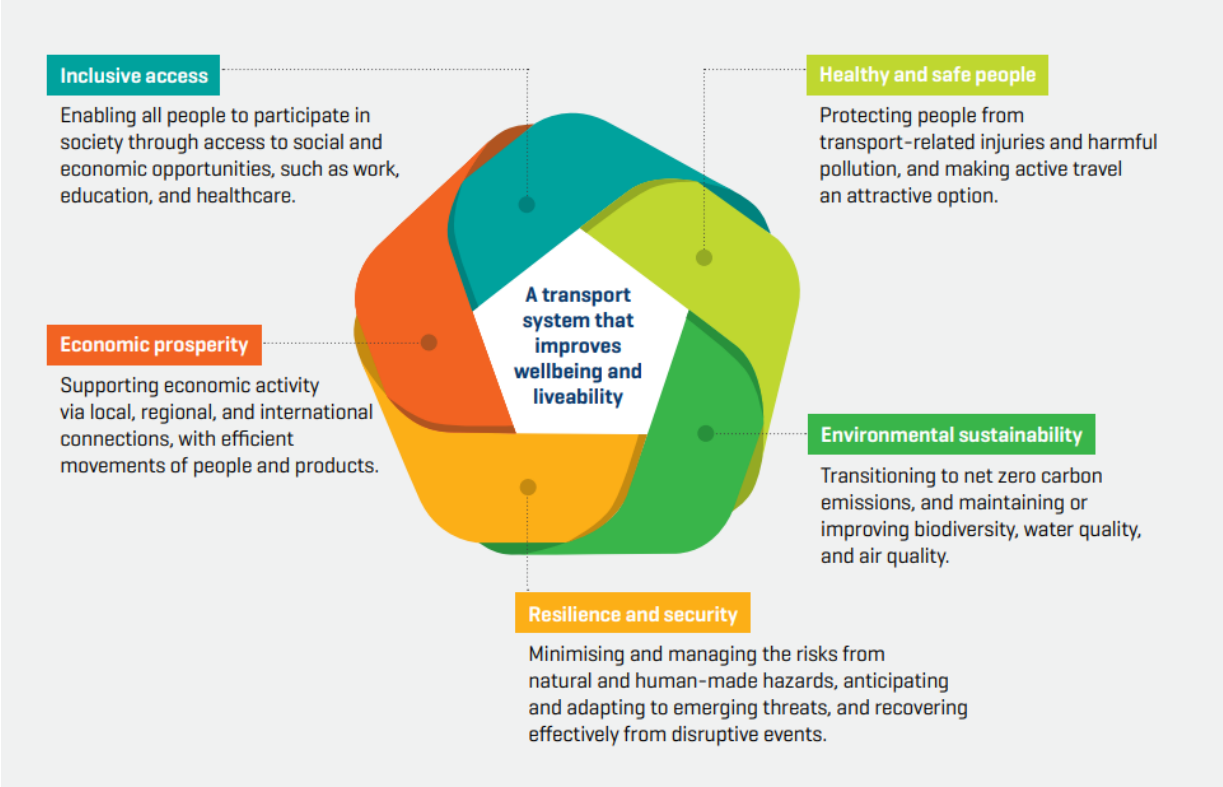 Inclusive access
Enabling all people to participate in
society through access to social and
economic opportunities, such as work,
education, and healthcare.
Healthy and safe people
Protecting people from
transport-related injuries and harmful
pollution, and making active travel
an attractive option.
A transport
system that
improves
wellbeing and
liveability
Economic prosperity
Supporting economic activity
via local, regional, and international
connections, with efficient
movements of people and products.
Environmental sustainability
Transitioning to net zero carbon
emissions, and maintaining or
improving biodiversity, water quality,
and air quality.
Resilience and security
Minimising and managing the risks from
natural and human-made hazards, anticipating
and adapting to emerging threats, and recovering
effectively from disruptive events.